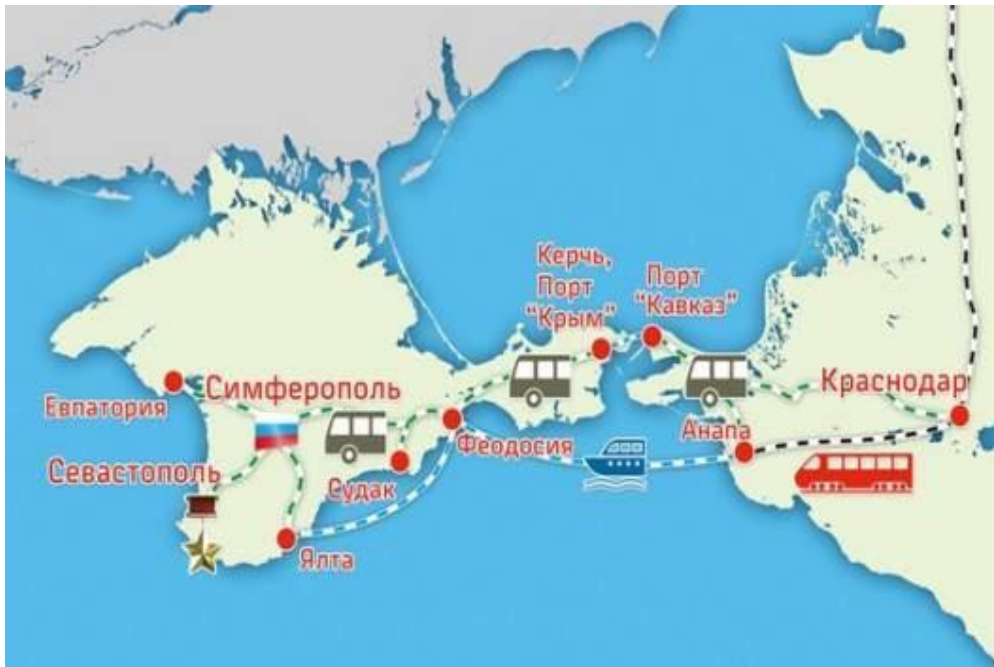 Керчь,
Порт
"Крым"
Порт
"Кавказ"
Евпатория
Симферополь
Краснодар
Феодосия
Анапа
Севастополь
Судак
Ялта